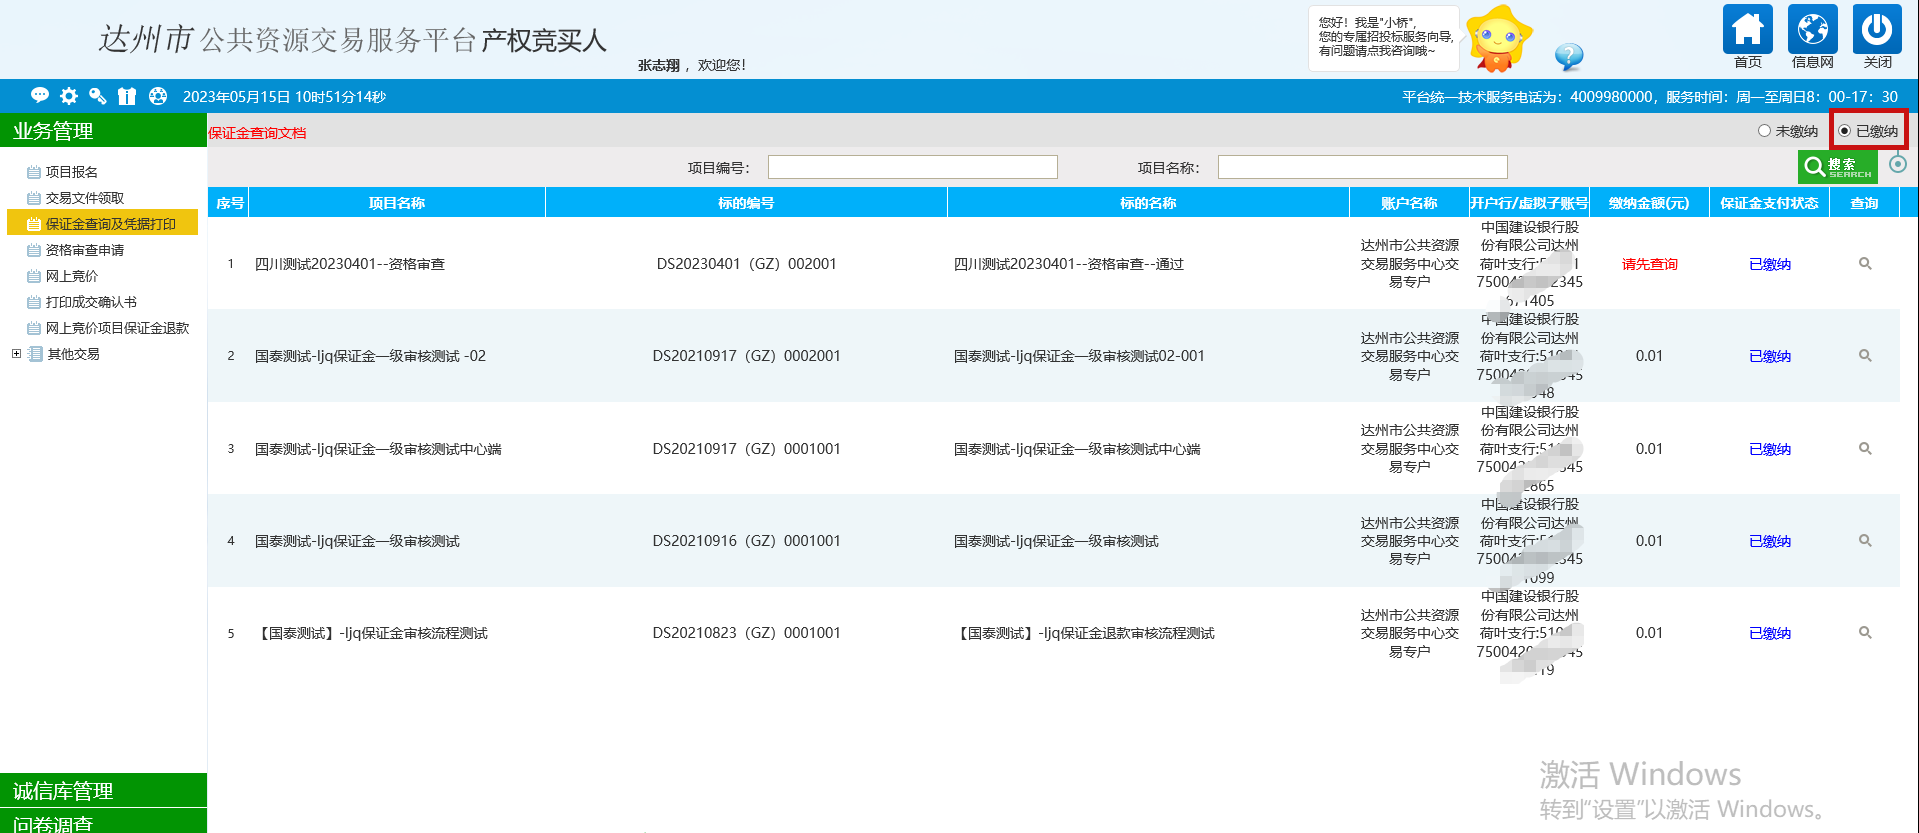 达州市 公共资源交易服务平台 产权竞买人
张志翔 ，欢迎您！
您好！我是"小桥",
您的专属招投标服务向导,
有问题请点我咨询哦~
首页
信息网
关闭
2023年05月15日 10时51分14秒
平台统一技术服务电话为：4009980000，服务时间：周一至周日8：00-17：30
业务管理
项目报名
交易文件领取
保证金查询及凭据打印
资格审查申请
网上竞价
打印成交确认书
网上竞价项目保证金退款
其他交易
诚信库管理
问卷调查
保证金查询文档
未缴纳
已缴纳
项目编号：
项目名称：
搜索
SEARCH
序号 项目名称 标的编号 标的名称 账户名称 开户行/虚拟子账号 缴纳金额(元) 保证金支付状态 查询
1 四川测试20230401--资格审查 DS20230401（GZ）002001 四川测试20230401--资格审查--通过
达州市公共资源
交易服务中心交
易专户
中国建设银行股
份有限公司达州
荷叶支行:
请先查询 已缴纳
2 国泰测试-ljq保证金一级审核测试 -02 DS20210917（GZ）0002001 国泰测试-ljq保证金一级审核测试02-001
达州市公共资源
交易服务中心交
易专户
中国建设银行股
份有限公司达州
荷叶支行:
0.01 已缴纳
3 国泰测试-ljq保证金一级审核测试中心端 DS20210917（GZ）0001001 国泰测试-ljq保证金一级审核测试中心端
达州市公共资源
交易服务中心交
易专户
中国建设银行股
份有限公司达州
荷叶支行:
0.01 已缴纳
4 国泰测试-ljq保证金一级审核测试 DS20210916（GZ）0001001 国泰测试-ljq保证金一级审核测试
达州市公共资源
交易服务中心交
易专户
中国建设银行股
份有限公司达州
荷叶支行:
0.01 已缴纳
5 【国泰测试】-ljq保证金审核流程测试 DS20210823（GZ）0001001 【国泰测试】-ljq保证金退款审核流程测试
达州市公共资源
交易服务中心交
易专户
中国建设银行股
份有限公司达州
荷叶支行:
0.01 已缴纳
激活 Windows
转到"设置"以激活 Windows。